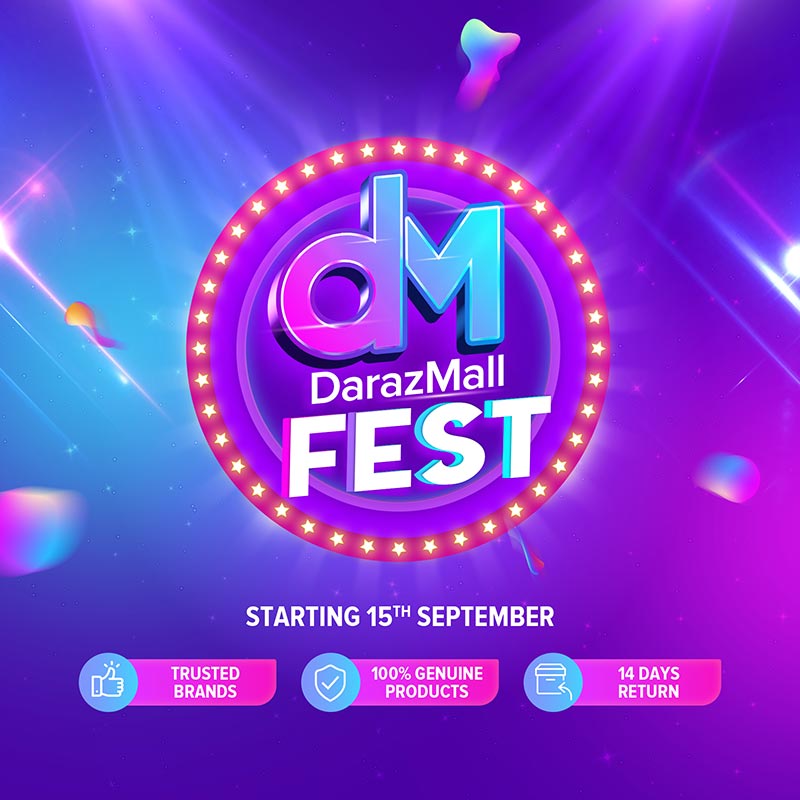 dM
DarazMall
FEST
STARTING 15TH SEPTEMBER
TRUSTED
BRANDS
100% GENUINE
PRODUCTS
14 DAYS
RETURN